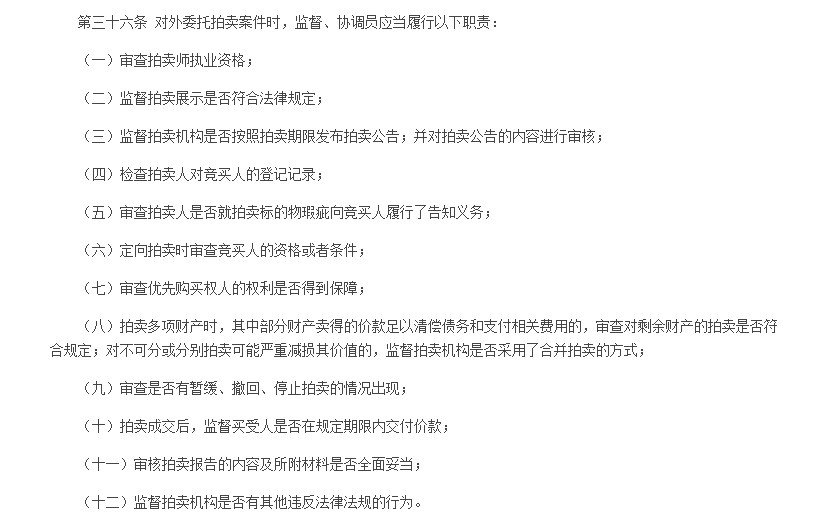 第三十六条 对外委托拍卖案件时，监督、协调员应当履行以下职责：
（一）审查拍卖师执业资格；
（二）监督拍卖展示是否符合法律规定；
（三）监督拍卖机构是否按照拍卖期限发布拍卖公告；并对拍卖公告的内容进行审核；
（四）检查拍卖人对竞买人的登记记录；
（五）审查拍卖人是否就拍卖标的物瑕疵向竞买人履行了告知义务；
（六）定向拍卖时审查竞买人的资格或者条件；
（七）审查优先购买权人的权利是否得到保障；
（八）拍卖多项财产时，其中部分财产卖得的价款足以清偿债务和支付相关费用的，审查对剩余财产的拍卖是否符
合规定；对不可分或分别拍卖可能严重减损其价值的，监督拍卖机构是否采用了合并拍卖的方式；
（九）审查是否有暂缓、撤回、停止拍卖的情况出现；
（十）拍卖成交后，监督买受人是否在规定期限内交付价款；
（十一）审核拍卖报告的内容及所附材料是否全面妥当；
（十二）监督拍卖机构是否有其他违反法律法规的行为。